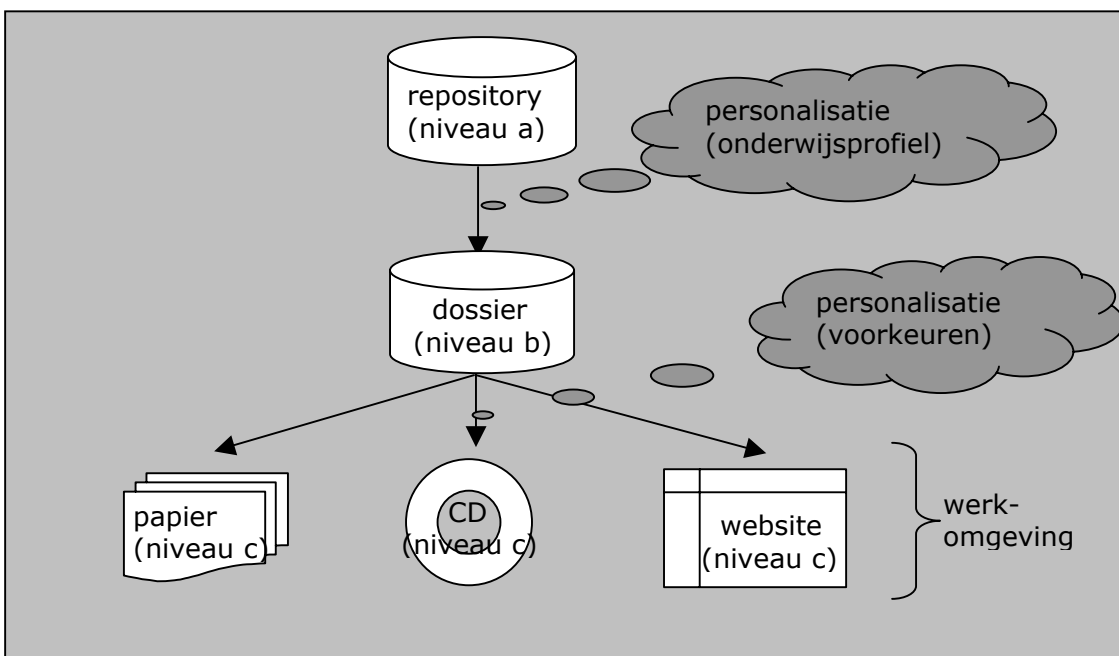 repository
(niveau a)
personalisatie
(onderwijsprofiel)
dossier
(niveau b)
personalisatie
(voorkeuren)
papier
(niveau c)
CD
(niveau c)
website
(niveau c)
werk-
omgeving